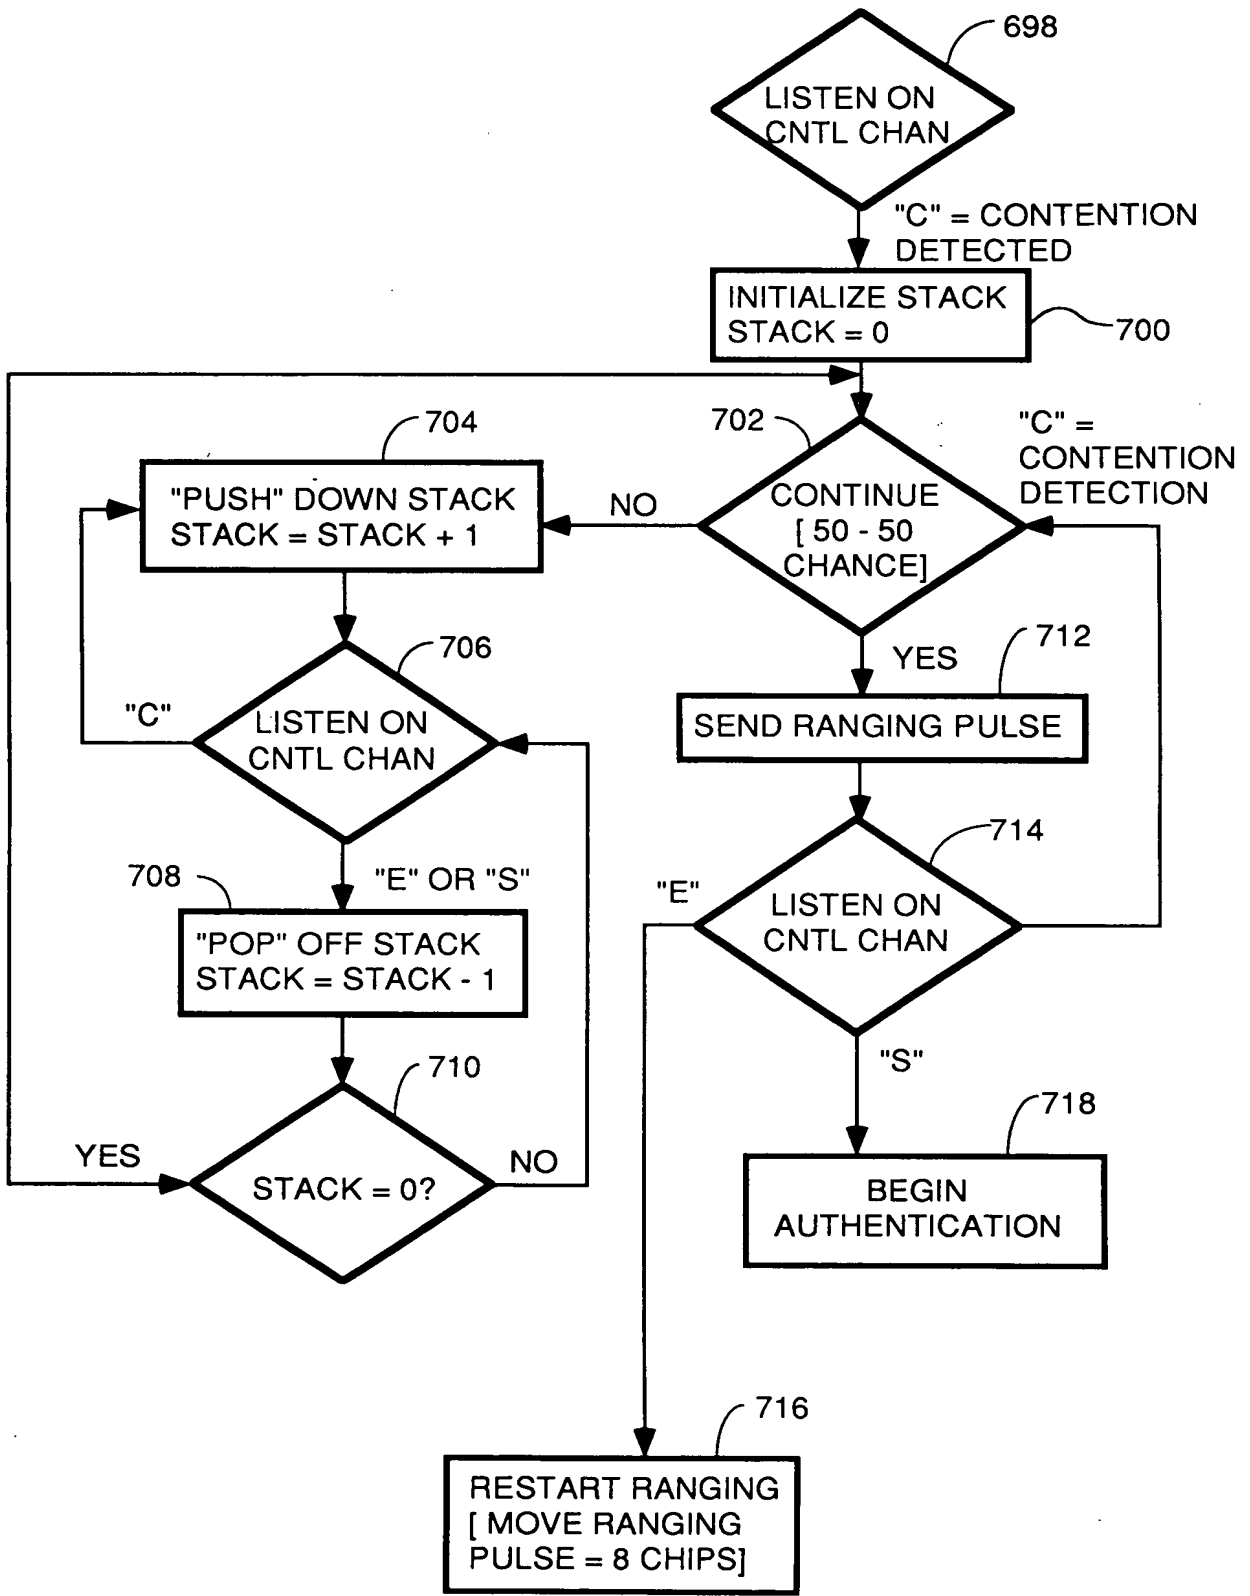 698
LISTEN ON
CNTL CHAN
"C" = CONTENTION
DETECTED
INITIALIZE STACK
STACK = 0
700
704
702
"C" =
CONTENTION
DETECTION
"PUSH" DOWN STACK
STACK = STACK + 1
NO
CONTINUE
[ 50 - 50
CHANCE]
706
YES
712
"C"
LISTEN ON
CNTL CHAN
SEND RANGING PULSE
714
708
"E" OR "S"
"E"
LISTEN ON
CNTL CHAN
"POP" OFF STACK
STACK = STACK - 1
710
"S"
718
YES
STACK = 0?
NO
BEGIN
AUTHENTICATION
716
RESTART RANGING
[ MOVE RANGING
PULSE = 8 CHIPS]